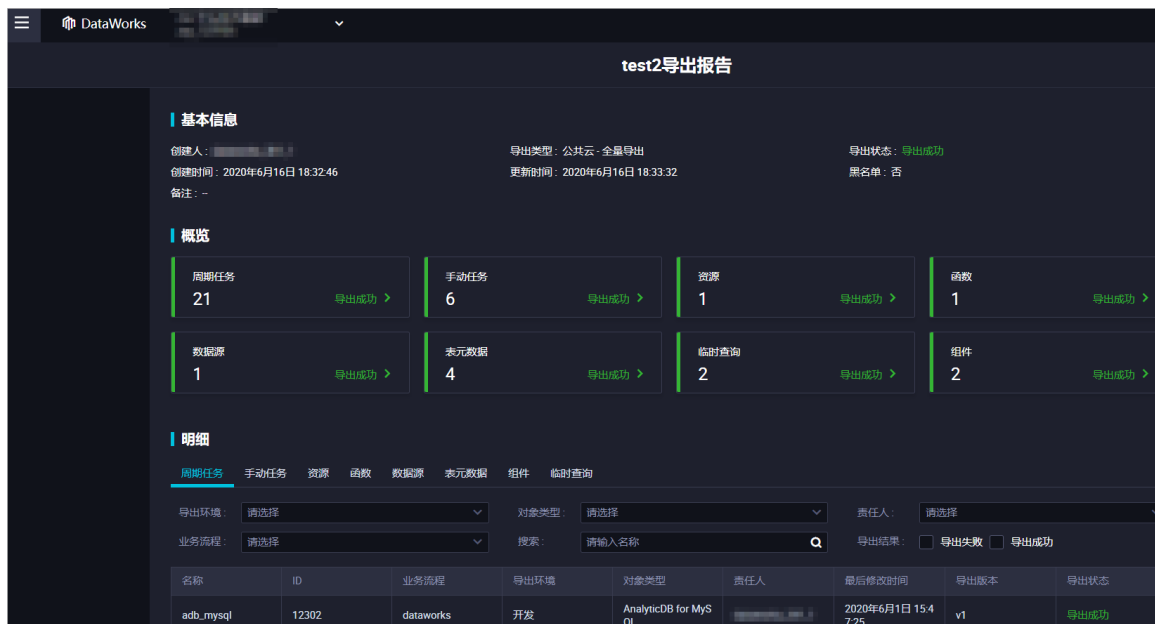 DataWorks
test2导出报告
基本信息
创建人 :
导出类型 : 公共云 - 全量导出
导出状态 : 导出成功
创建时间 : 2020年6月16日 18:32:46
更新时间 : 2020年6月16日 18:33:32
黑名单 : 否
备注 : --
概览
周期任务
21 导出成功
手动任务
6 导出成功
资源
1 导出成功
函数
1 导出成功
数据源
1 导出成功
表元数据
4 导出成功
临时查询
2 导出成功
组件
2 导出成功
明细
周期任务 手动任务 资源 函数 数据源 表元数据 组件 临时查询
导出环境 : 请选择 对象类型 : 请选择 责任人 : 请选择
业务流程 : 请选择 搜索 : 请输入名称 导出结果 : 导出失败 导出成功
名称 ID 业务流程 导出环境 对象类型 责任人 最后修改时间 导出版本 导出状态
adb_mysql 12302 dataworks 开发 AnalyticDB for MyS 2020年6月1日 15:4 v1 导出成功
QL 7:25